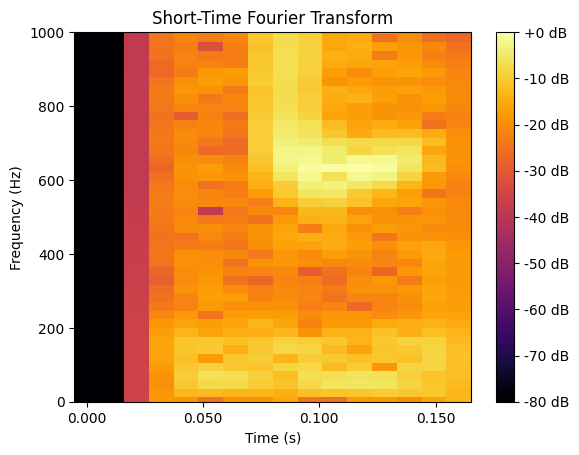 Short-Time Fourier Transform
1000
800
600
400
200
0
Frequency (Hz)
0.000
0.050
0.100
0.150
Time (s)
+0 dB
-10 dB
-20 dB
-30 dB
-40 dB
-50 dB
-60 dB
-70 dB
-80 dB